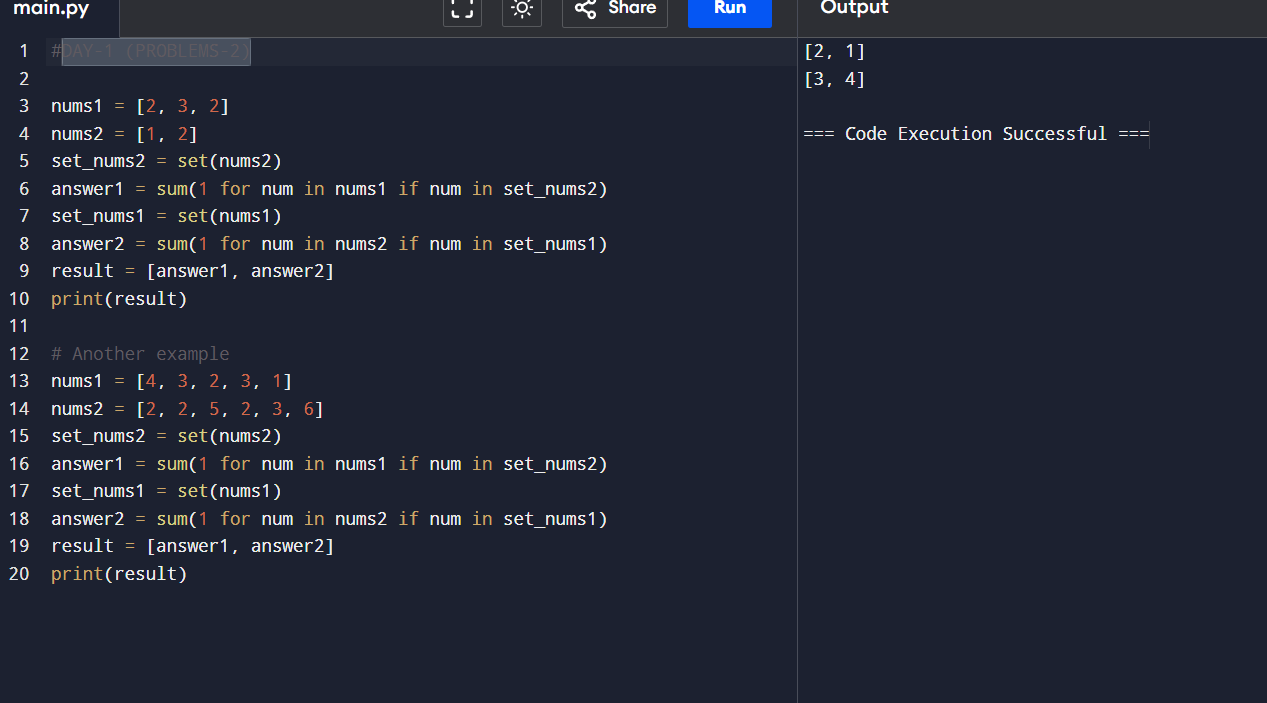 main.py
Share
Run
Output
1 #DAY-1 (PROBLEMS-2)
2
3 nums1 = [2, 3, 2]
4 nums2 = [1, 2]
5 set_nums2 = set(nums2)
6 answer1 = sum(1 for num in nums1 if num in set_nums2)
7 set_nums1 = set(nums1)
8 answer2 = sum(1 for num in nums2 if num in set_nums1)
9 result = [answer1, answer2]
10 print(result)
11
12 # Another example
13 nums1 = [4, 3, 2, 3, 1]
14 nums2 = [2, 2, 5, 2, 3, 6]
15 set_nums2 = set(nums2)
16 answer1 = sum(1 for num in nums1 if num in set_nums2)
17 set_nums1 = set(nums1)
18 answer2 = sum(1 for num in nums2 if num in set_nums1)
19 result = [answer1, answer2]
20 print(result)
[2, 1]
[3, 4]
=== Code Execution Successful ===